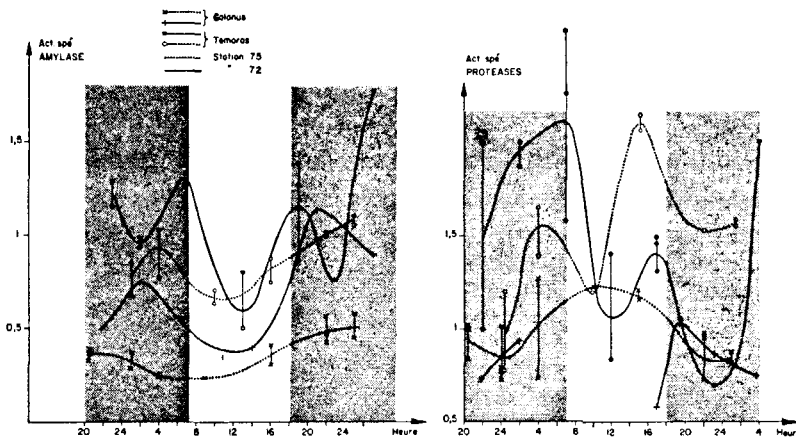 Calanus
Temoras
Station 75
" 72
Act spé
AMYLASE
1,5
1
0,5
20 24 4 8 12 16 20 24 Heure
Act spé
PROTEASES
1,5
1
0,5
20 24 4 8 12 16 20 24 4 Heure